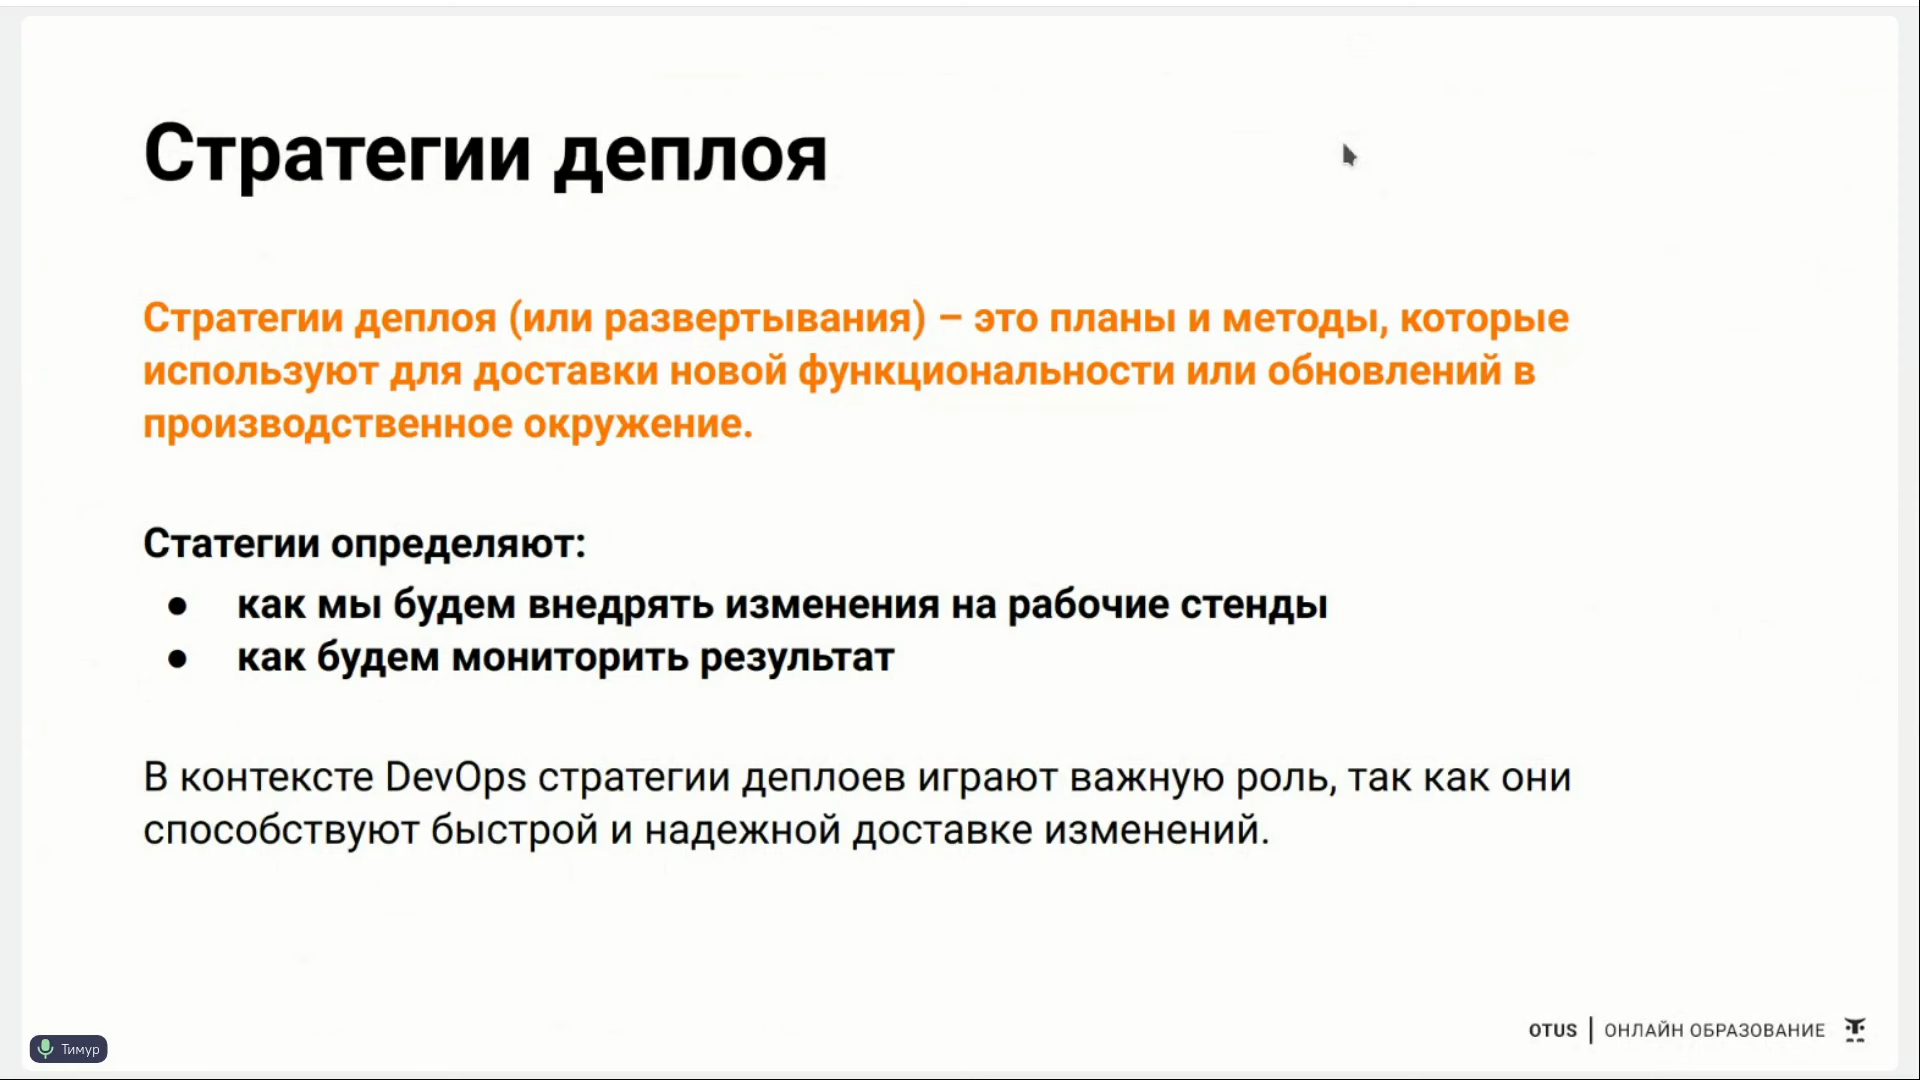 Стратегии деплоя
Стратегии деплоя (или развертывания) – это планы и методы, которые
используют для доставки новой функциональности или обновлений в
производственное окружение.
Статегии определяют:
● как мы будем внедрять изменения на рабочие стенды
● как будем мониторить результат
В контексте DevOps стратегии деплоев играют важную роль, так как они
способствуют быстрой и надежной доставке изменений.
OTUS | ОНЛАЙН ОБРАЗОВАНИЕ
Тимур